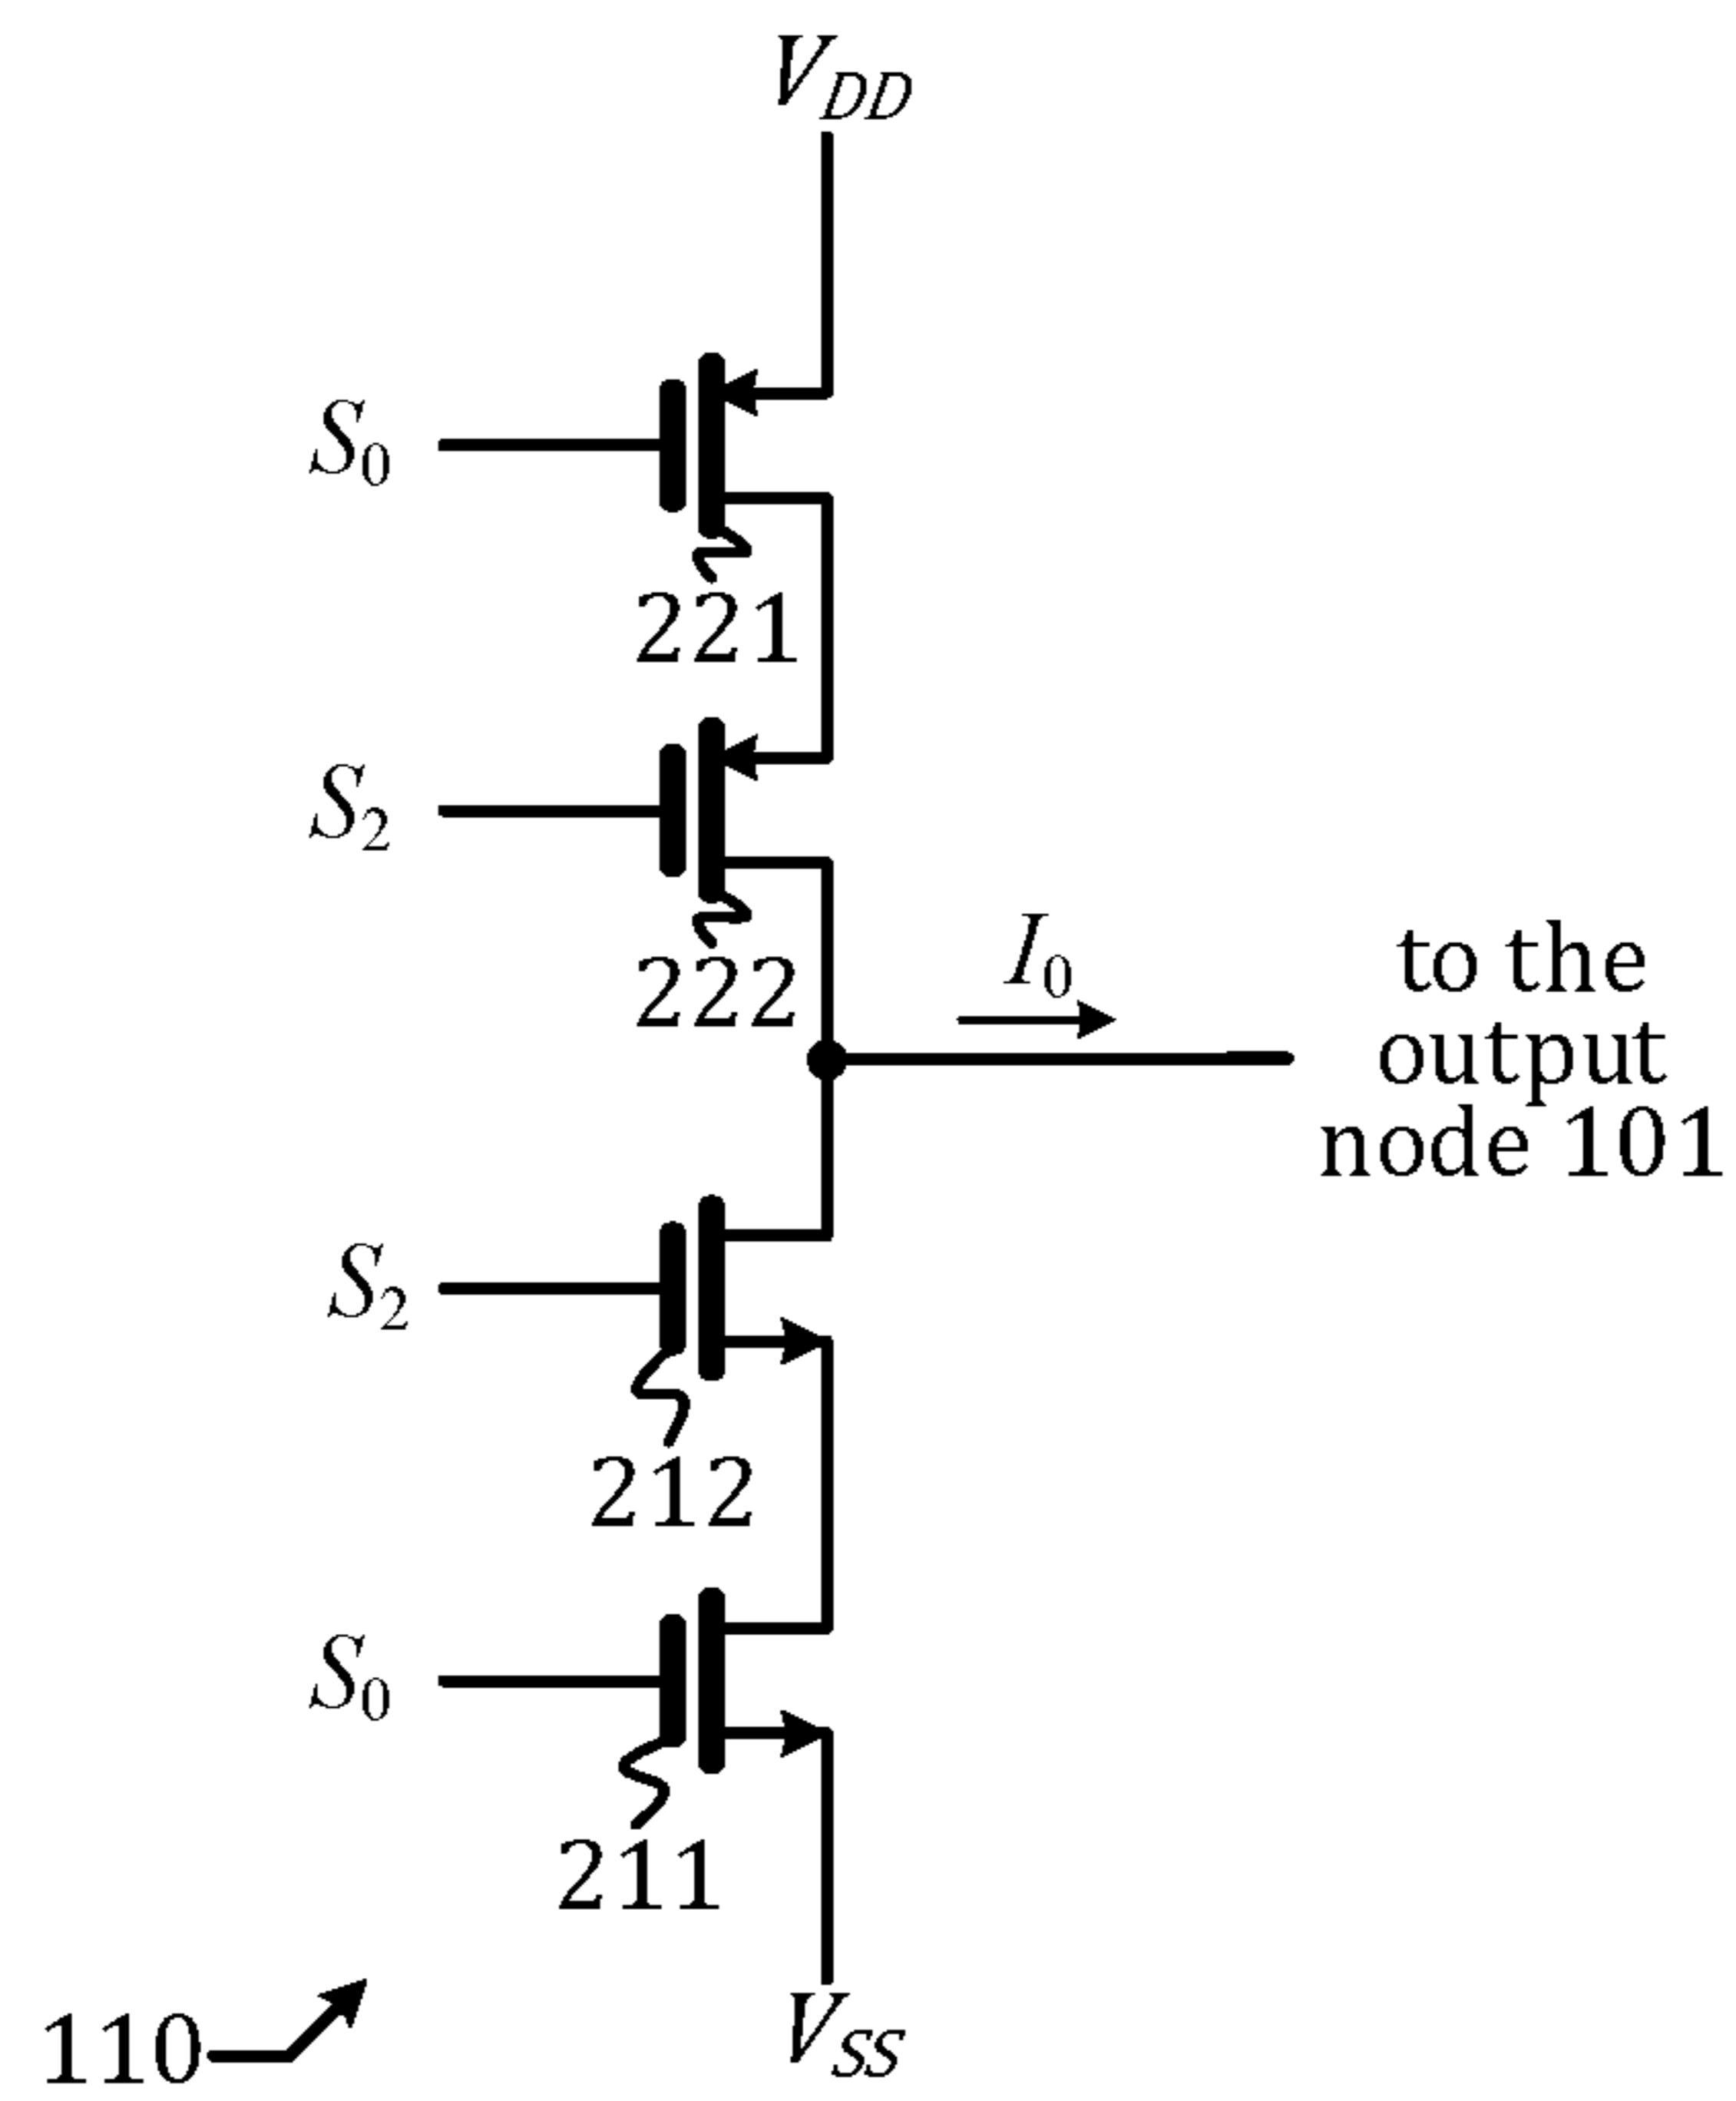 V_DD
S_0
221
S_2
222
I_0
to the
output
node 101
S_2
212
S_0
211
110
V_SS